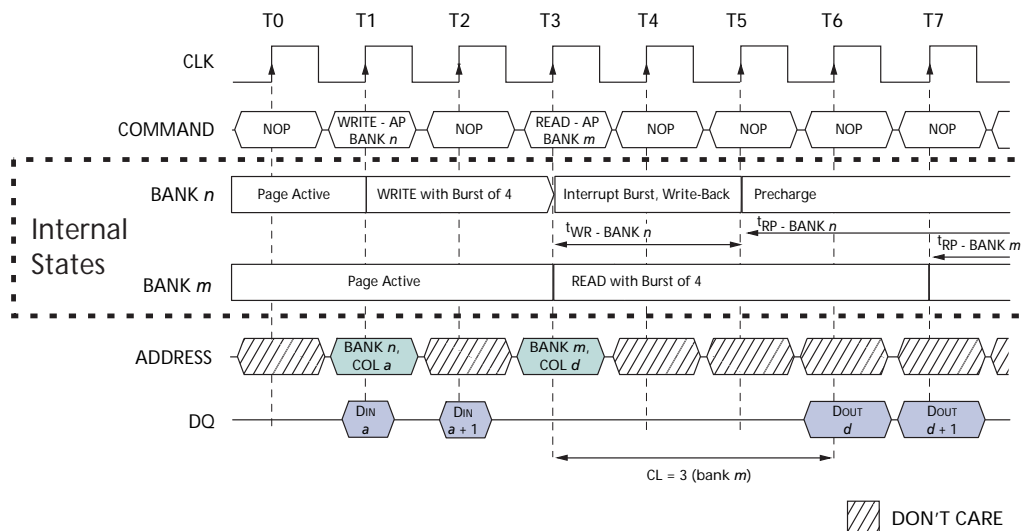 T0 T1 T2 T3 T4 T5 T6 T7
CLK
COMMAND
NOP
WRITE - AP
BANK n
NOP
READ - AP
BANK m
NOP
NOP
NOP
NOP
Internal
States
BANK n
Page Active
WRITE with Burst of 4
Interrupt Burst, Write-Back
Precharge
tWR - BANK n
tRP - BANK n
tRP - BANK m
BANK m
Page Active
READ with Burst of 4
ADDRESS
BANK n,
COL a
BANK m,
COL d
DQ
DIN
a
DIN
a + 1
DOUT
d
DOUT
d + 1
CL = 3 (bank m)
DON'T CARE